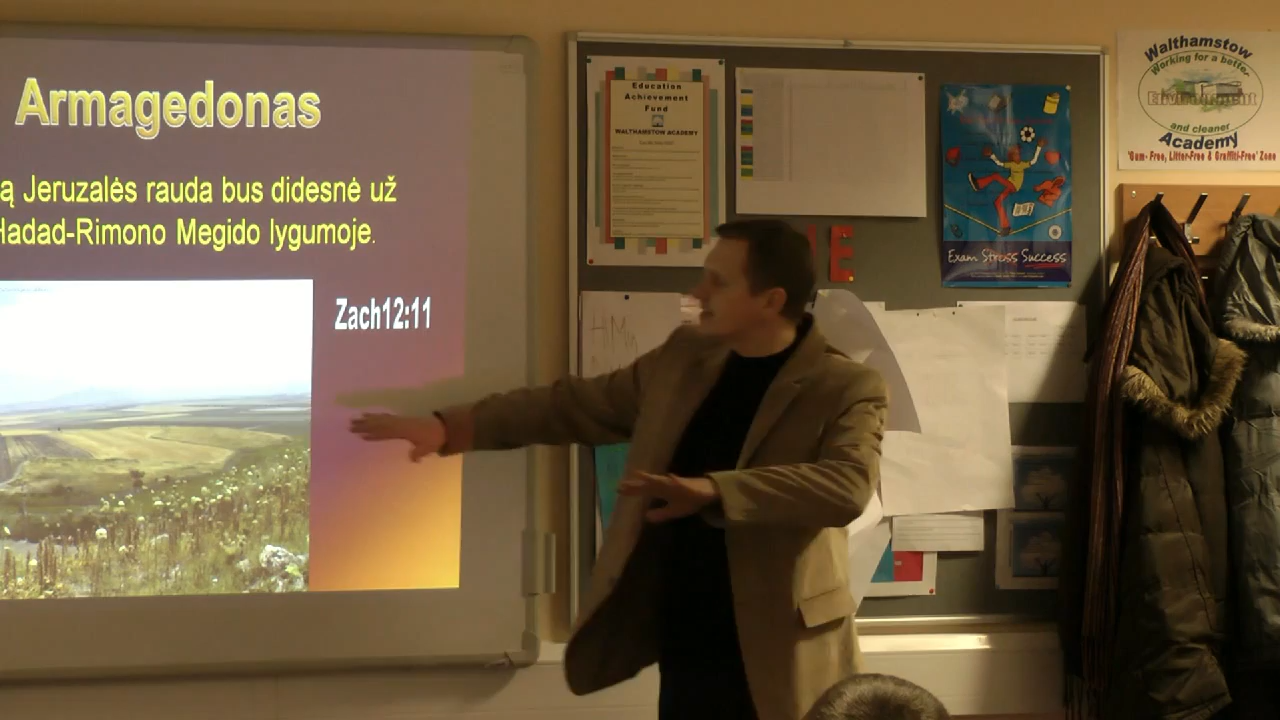 Armagedonas
ą Jeruzalės rauda bus didesnė už
Hadad-Rimono Megido lygumoje.
Zach12:11
Education
Achievement
Fund
WALTHAMSTOW ACADEMY
Exam Stress Success
Walthamstow
Working for a better
Environment
and cleaner
Academy
'Gum- Free, Litter-Free & Graffiti-Free' Zone
E